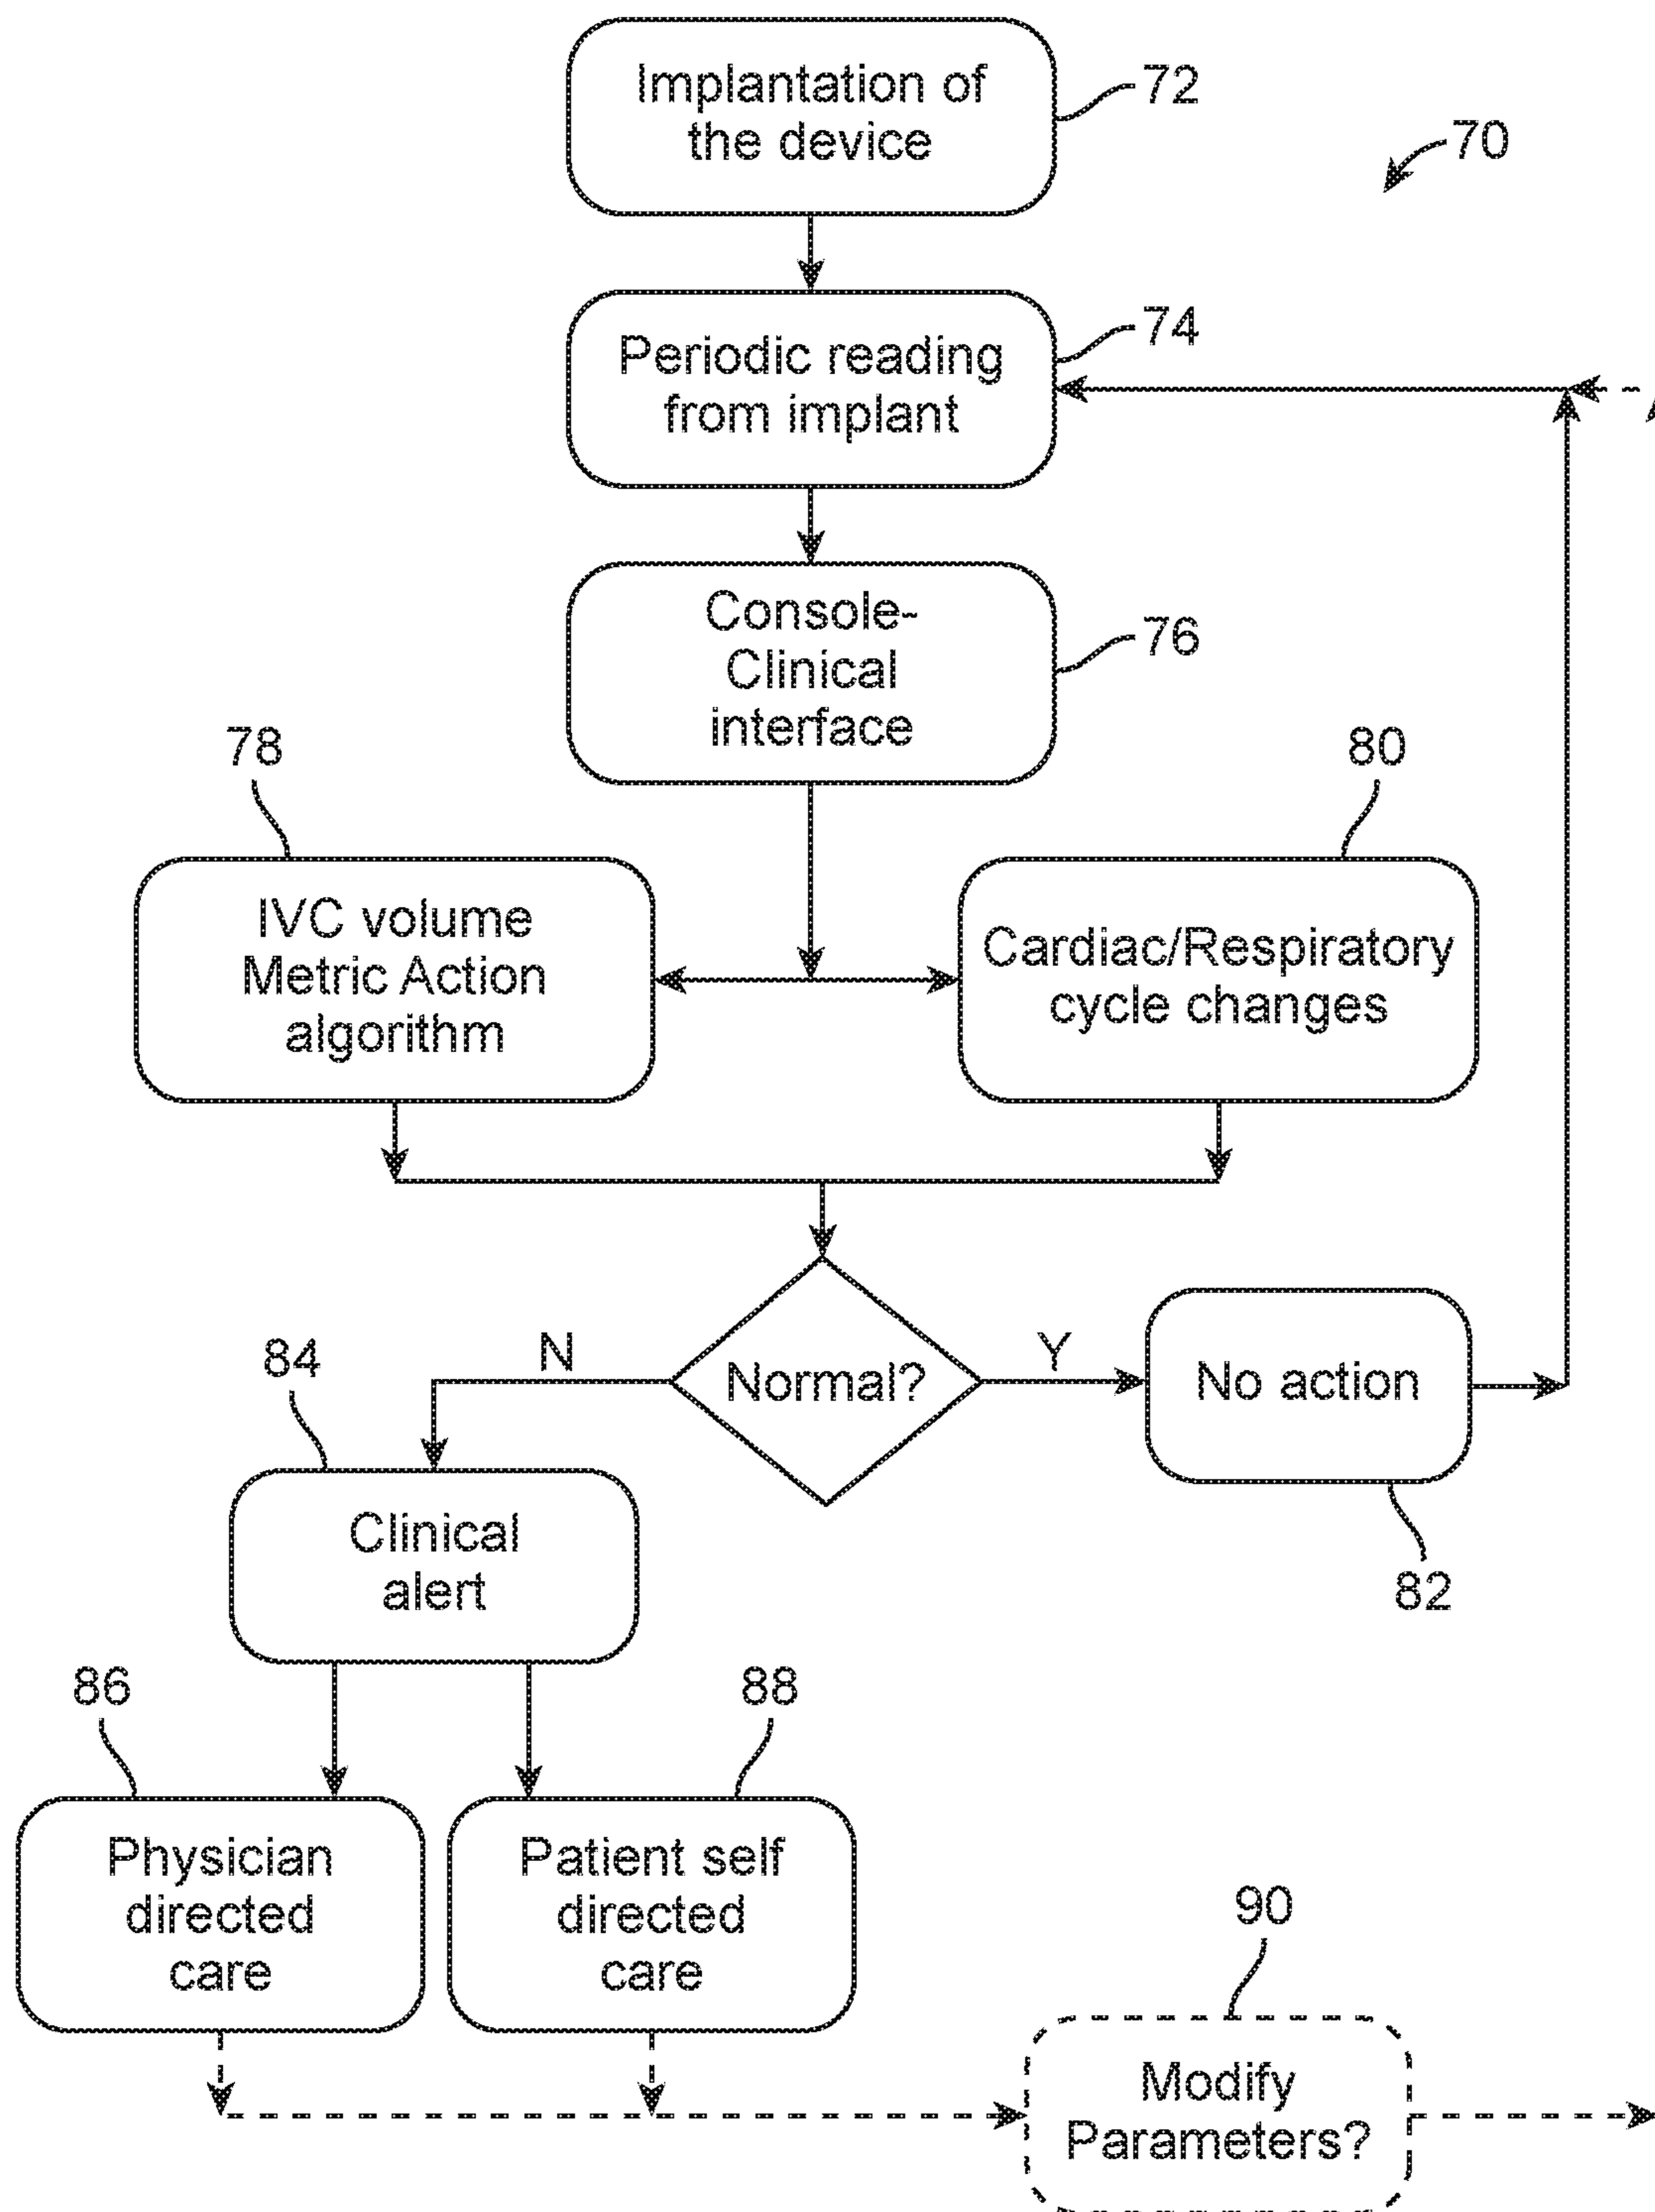 Implantation of
the device
72
70
Periodic reading
from implant
74
Console-
Clinical
interface
76
78
80
IVC volume
Metric Action
algorithm
Cardiac/Respiratory
cycle changes
Normal?
N
Y
No action
82
84
Clinical
alert
86
88
Physician
directed
care
Patient self
directed
care
90
Modify
Parameters?